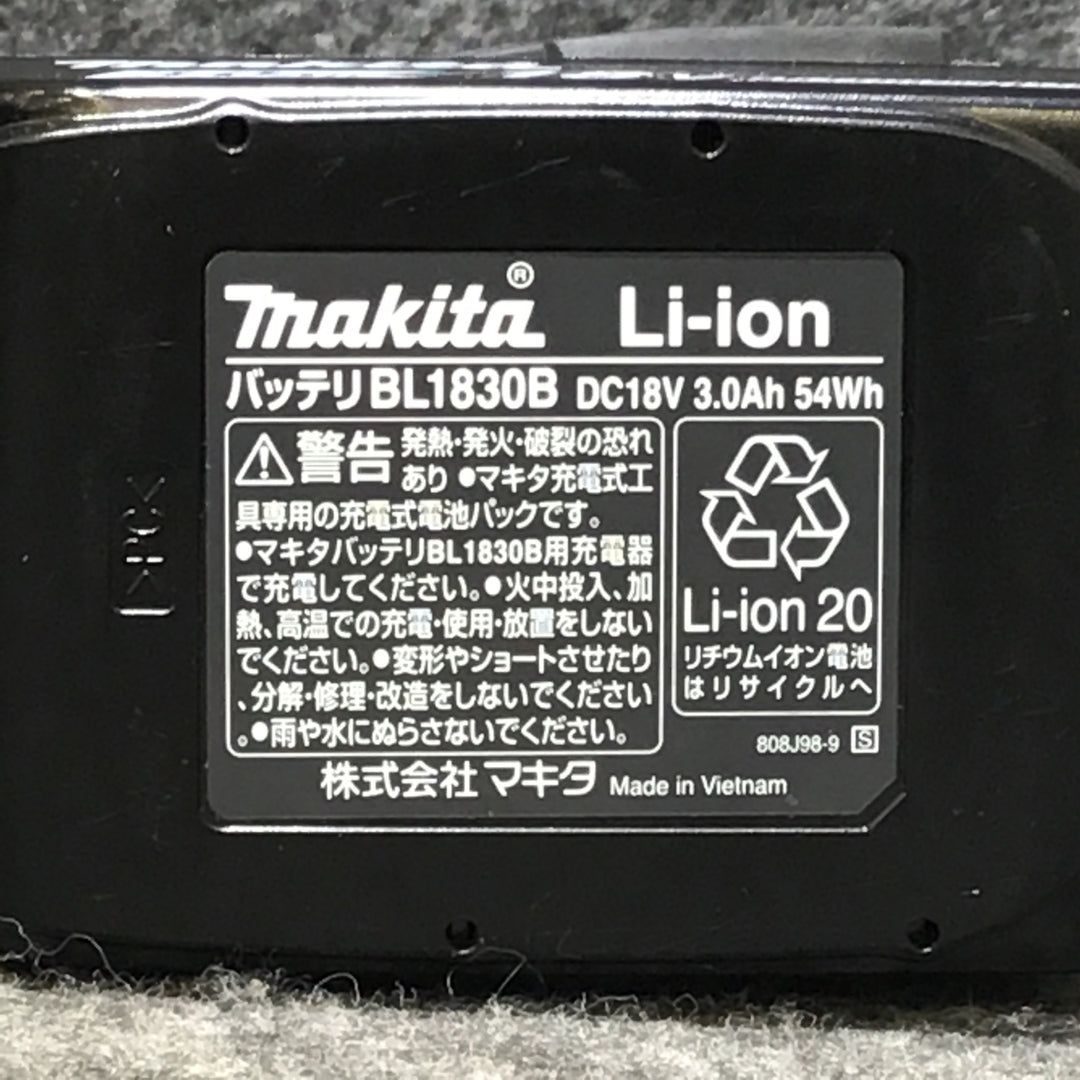 makita® Li-ion
バッテリBL1830B DC18V 3.0Ah 54Wh
⚠警告 発熱・発火・破裂の恐れ
あり ●マキタ充電式工
具専用の充電式電池パックです。
●マキタバッテリBL1830B用充電器
で充電してください。●火中投入、加
熱、高温での充電・使用・放置をしない
でください。●変形やショートさせたり
、分解・修理・改造をしないでください
。●雨や水にぬらさないでください。
Li-ion 20
リチウムイオン電池
はリサイクルへ
808J98-9 S
株式会社マキタ Made in Vietnam
>PC<